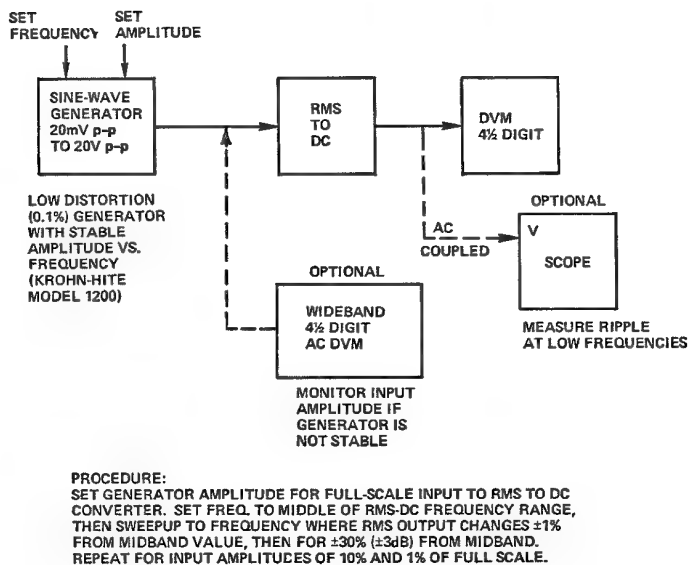 SET
FREQUENCY
SET
AMPLITUDE
SINE-WAVE
GENERATOR
20mV p-p
TO 20V p-p
RMS
TO
DC
DVM
4½ DIGIT
LOW DISTORTION
(0.1%) GENERATOR
WITH STABLE
AMPLITUDE VS.
FREQUENCY
(KROHN-HITE
MODEL 1200)
OPTIONAL
WIDEBAND
4½ DIGIT
AC DVM
MONITOR INPUT
AMPLITUDE IF
GENERATOR IS
NOT STABLE
AC
COUPLED
OPTIONAL
V
SCOPE
MEASURE RIPPLE
AT LOW FREQUENCIES
PROCEDURE:
SET GENERATOR AMPLITUDE FOR FULL-SCALE INPUT TO RMS TO DC
CONVERTER. SET FREQ. TO MIDDLE OF RMS-DC FREQUENCY RANGE,
THEN SWEEPUP TO FREQUENCY WHERE RMS OUTPUT CHANGES ±1%
FROM MIDBAND VALUE, THEN FOR ±30% (±3dB) FROM MIDBAND.
REPEAT FOR INPUT AMPLITUDES OF 10% AND 1% OF FULL SCALE.